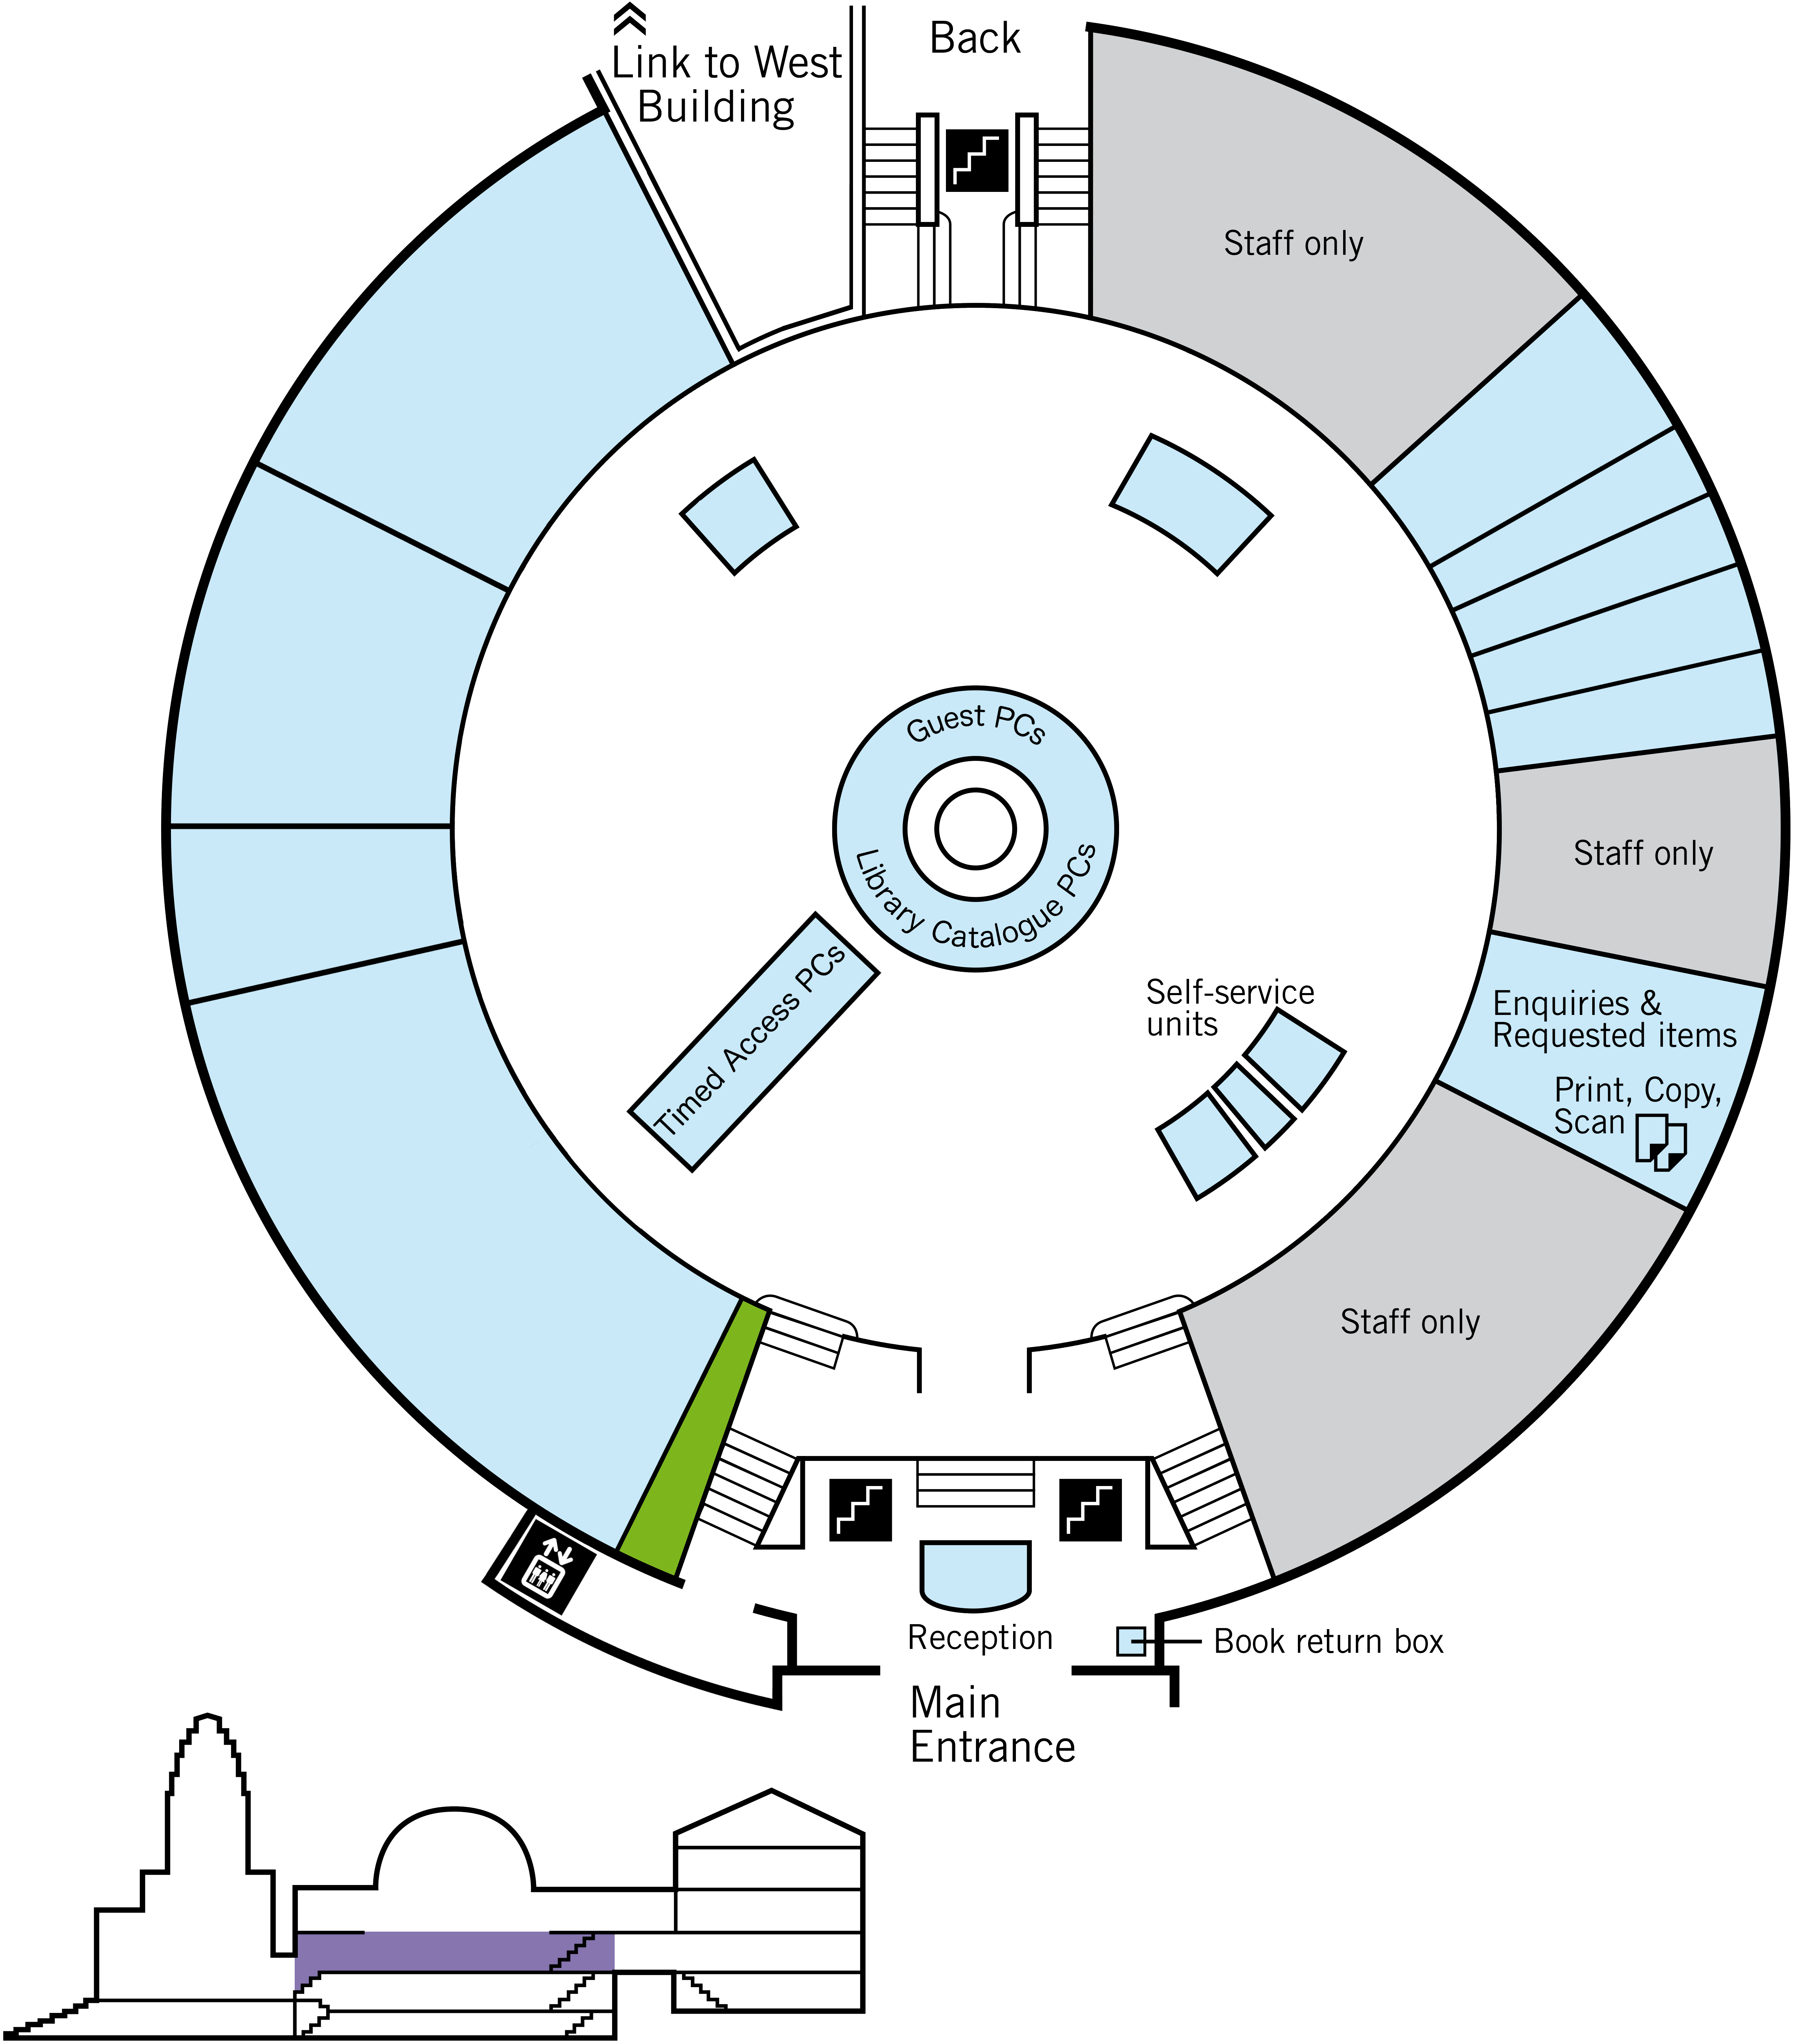 Link to West
Building
Back
Staff only
Guest PCs
Library Catalogue PCs
Staff only
Timed Access PCs
Self-service
units
Enquiries &
Requested items
Print, Copy,
Scan
Staff only
Reception
Book return box
Main
Entrance